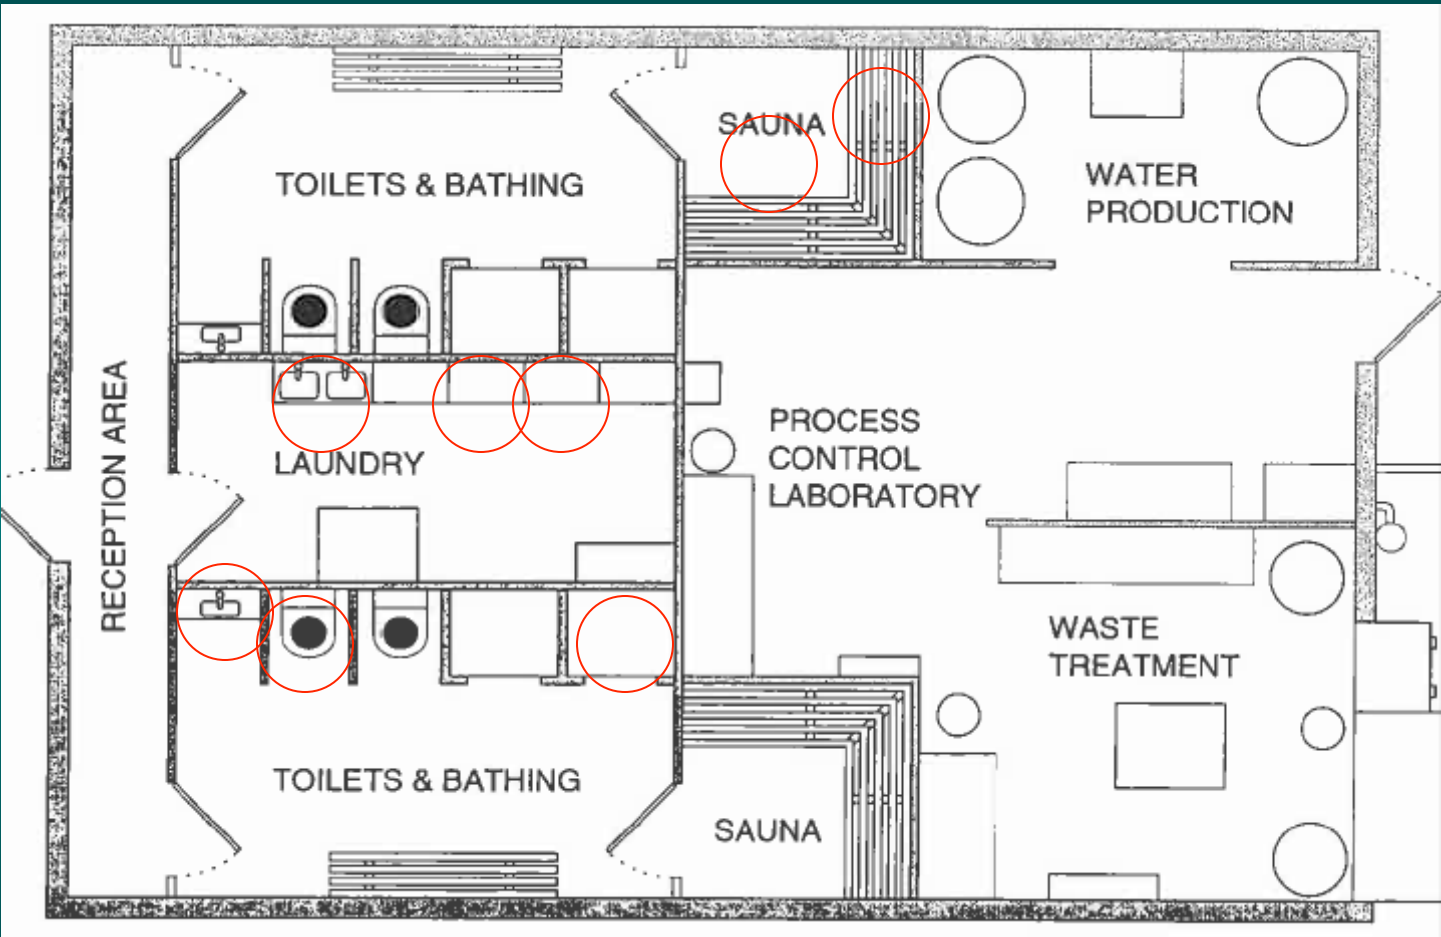 SAUNA
TOILETS & BATHING
WATER
PRODUCTION
RECEPTION AREA
LAUNDRY
PROCESS
CONTROL
LABORATORY
WASTE
TREATMENT
TOILETS & BATHING
SAUNA